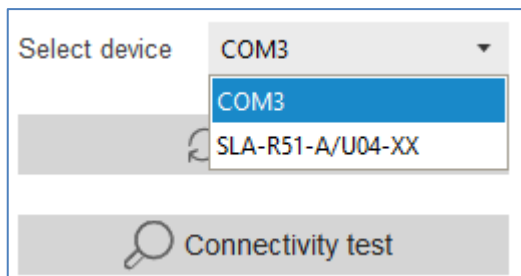 Select device COM3
COM3
SLA-R51-A/U04-XX
Connectivity test